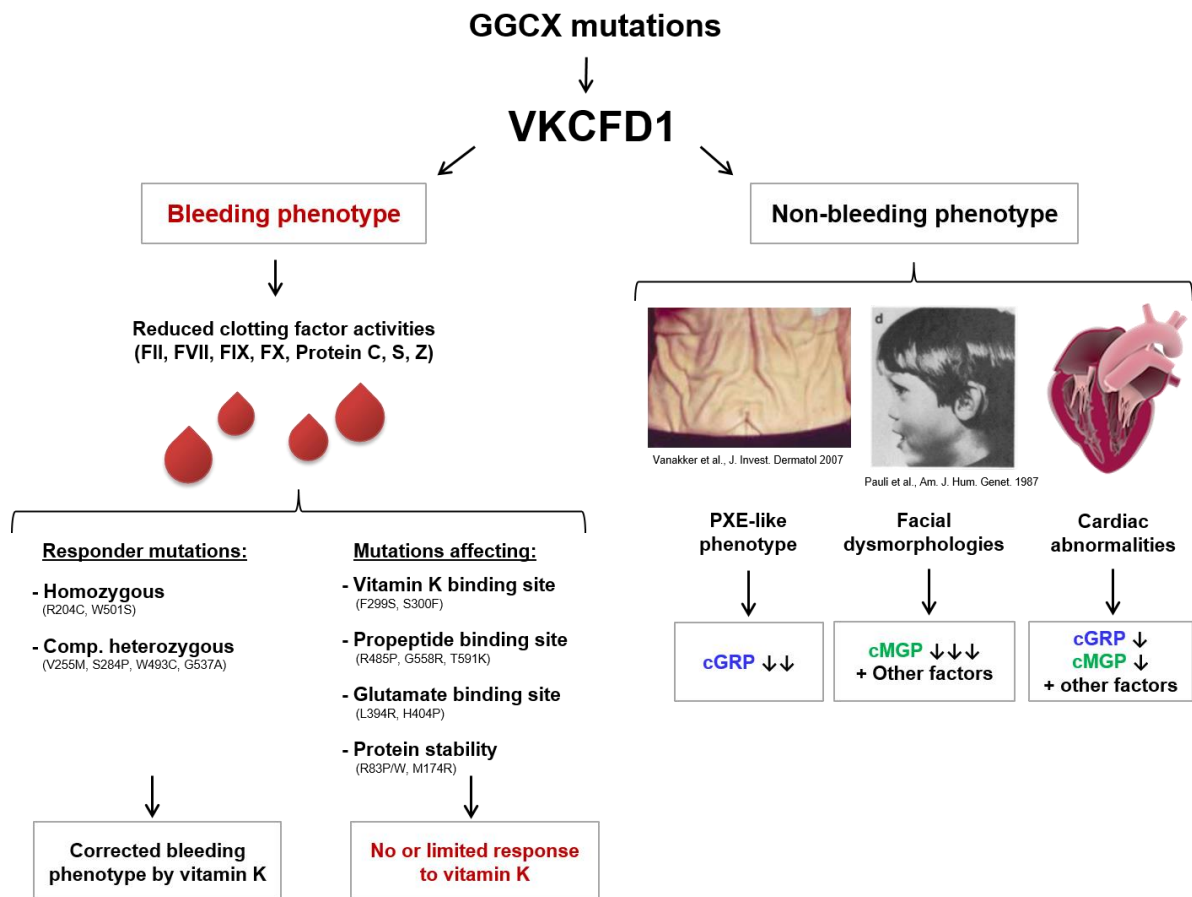 GGCX mutations
VKCFD1
Bleeding phenotype
Reduced clotting factor activities
(FII, FVII, FIX, FX, Protein C, S, Z)
Responder mutations:
- Homozygous
(R204C, W501S)
- Comp. heterozygous
(V255M, S284P, W493C, G537A)
Corrected bleeding
phenotype by vitamin K
Mutations affecting:
- Vitamin K binding site
(F299S, S300F)
- Propeptide binding site
(R485P, G558R, T591K)
- Glutamate binding site
(L394R, H404P)
- Protein stability
(R83P/W, M174R)
No or limited response
to vitamin K
Non-bleeding phenotype
Vanakker et al., J. Invest. Dermatol 2007
d
Pauli et al., Am. J. Hum. Genet. 1987
PXE-like
phenotype
cGRP ↓↓
Facial
dysmorphologies
cMGP ↓↓↓
+ Other factors
Cardiac
abnormalities
cGRP ↓
cMGP ↓
+ other factors